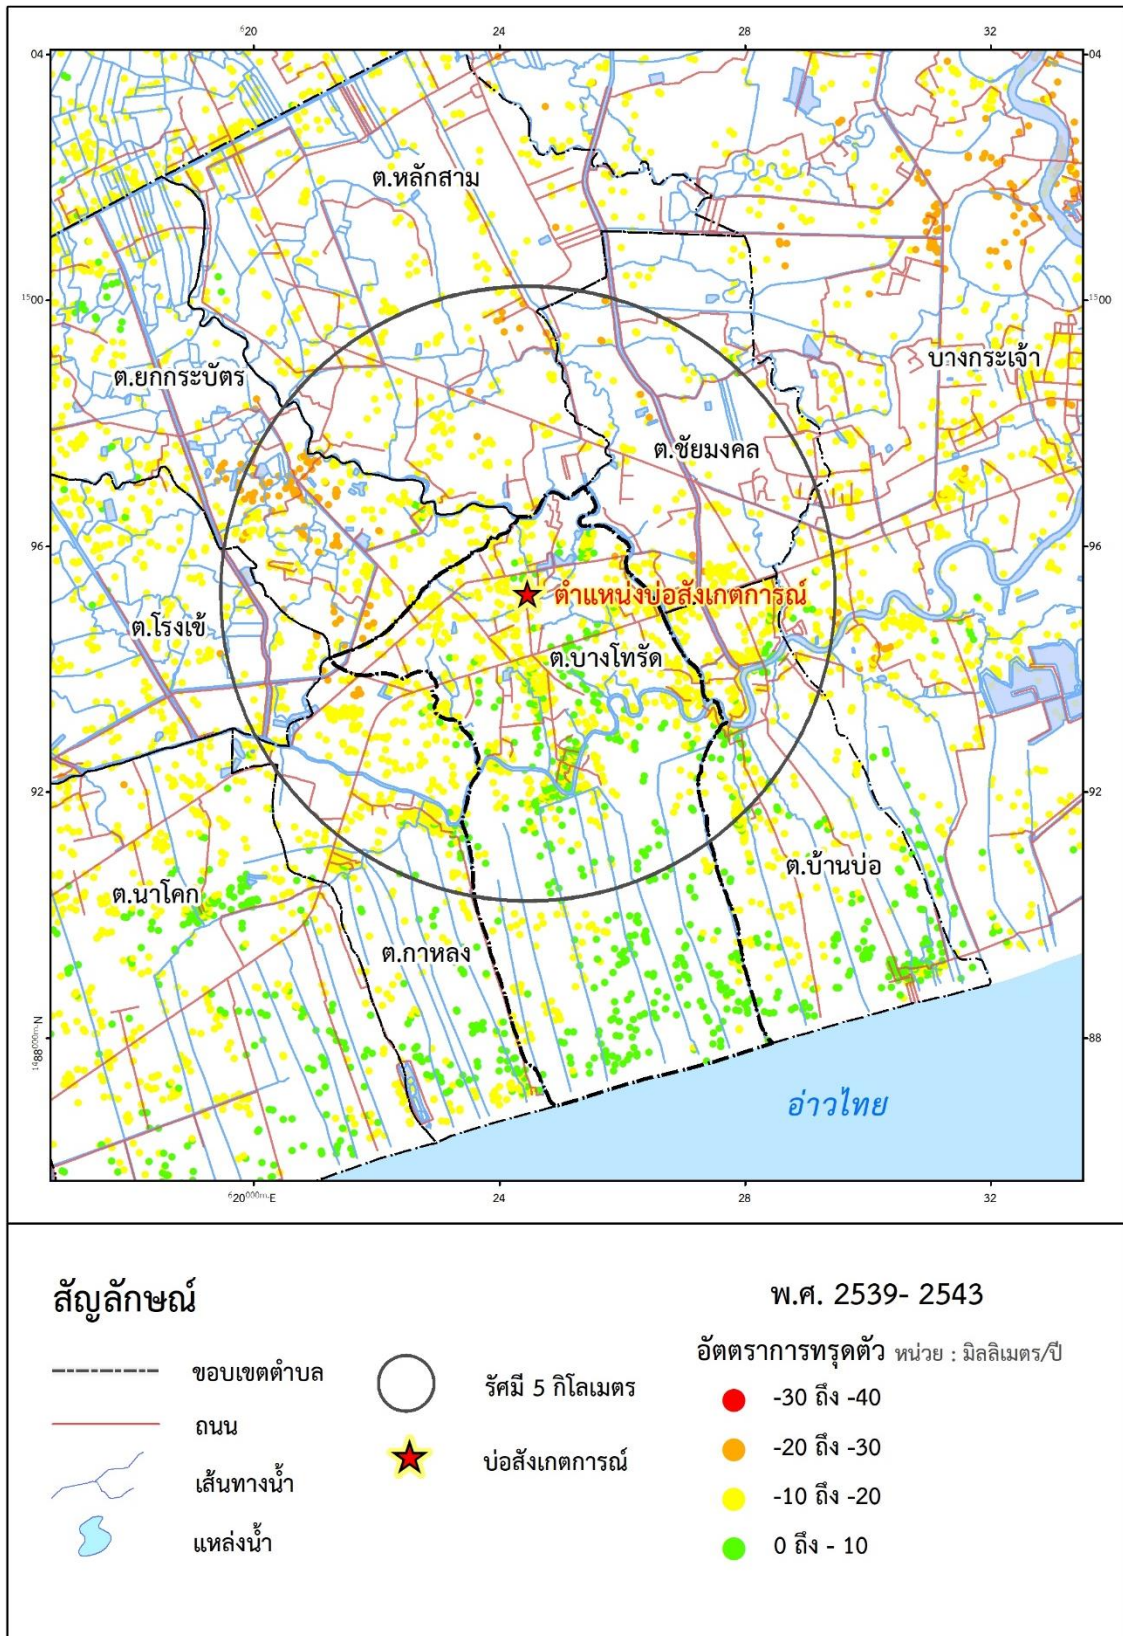 ⁶20 24 28 32
04 04
ต.หลักสาม
¹⁵00 ¹⁵00
บางกระเจ้า
ต.ยกกระบัตร
ต.ชัยมงคล
96 96
ตำแหน่งบ่อสังเกตการณ์
ต.โรงเข้
ต.บางโทรัด
92 92
ต.บ้านบ่อ
ต.นาโคก
ต.กาหลง
¹⁴88⁰⁰⁰ᵐ·N 88
อ่าวไทย
⁶20⁰⁰⁰ᵐ·E 24 28 32
สัญลักษณ์
ขอบเขตตำบล
ถนน
เส้นทางน้ำ
แหล่งน้ำ
รัศมี 5 กิโลเมตร
บ่อสังเกตการณ์
พ.ศ. 2539- 2543
อัตตราการทรุดตัว หน่วย : มิลลิเมตร/ปี
-30 ถึง -40
-20 ถึง -30
-10 ถึง -20
0 ถึง - 10